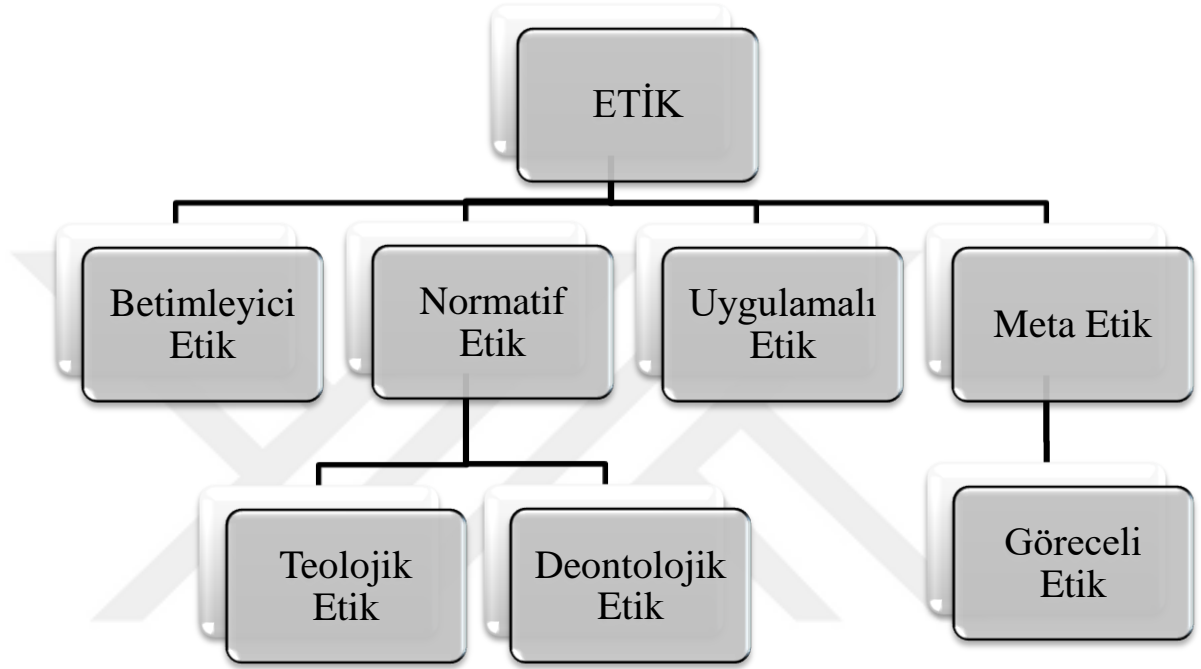 ETİK
Betimleyici
Etik
Normatif
Etik
Uygulamalı
Etik
Meta Etik
Teolojik
Etik
Deontolojik
Etik
Göreceli
Etik